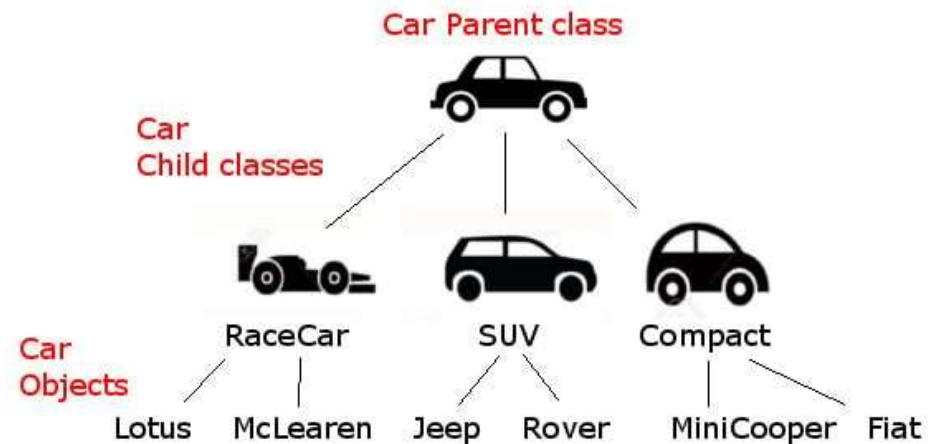 Car Parent class
Car
Child classes
RaceCar
SUV
Compact
Car
Objects
Lotus
McLearen
Jeep
Rover
MiniCooper
Fiat